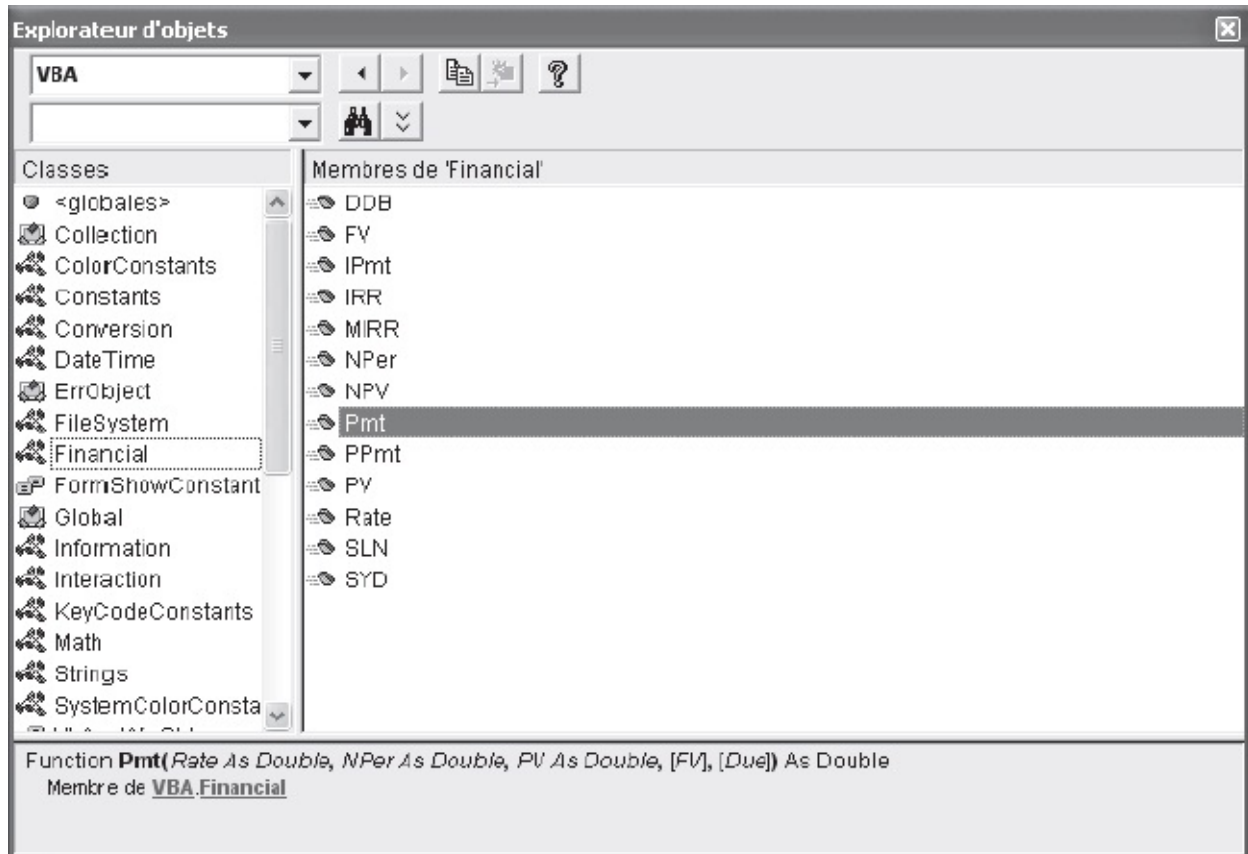 Explorateur d'objets
VBA
Classes
Membres de 'Financial'
<globales>
Collection
ColorConstants
Constants
Conversion
DateTime
ErrObject
FileSystem
Financial
FormShowConstant
Global
Information
Interaction
KeyCodeConstants
Math
Strings
SystemColorConsta
DDB
FV
IPmt
IRR
MIRR
NPer
NPV
Pmt
PPmt
PV
Rate
SLN
SYD
Function Pmt(Rate As Double, NPer As Double, PV As Double, [FV], [Due]) As Double
Membre de VBA.Financial